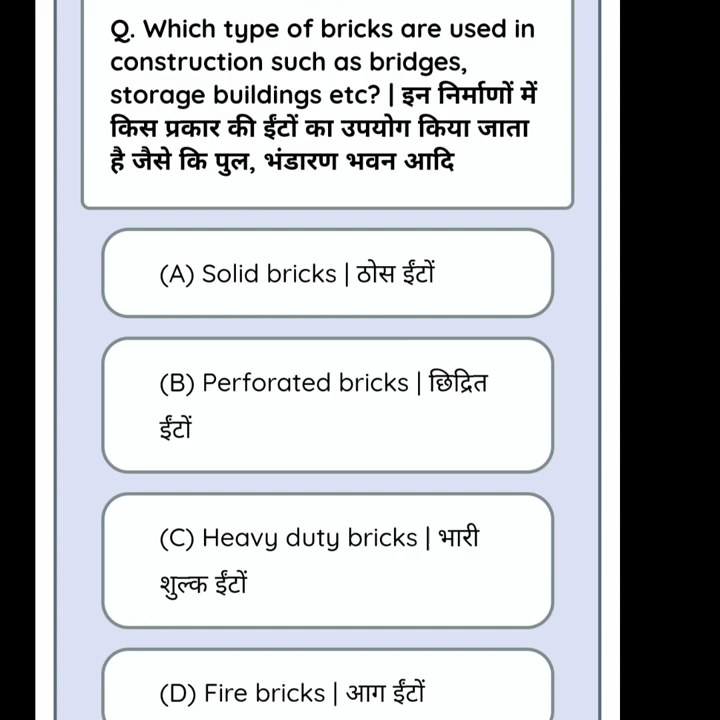 Q. Which type of bricks are used in
construction such as bridges,
storage buildings etc? | इन निर्माणों में
किस प्रकार की ईंटों का उपयोग किया जाता
है जैसे कि पुल, भंडारण भवन आदि
(A) Solid bricks | ठोस ईंटों
(B) Perforated bricks | छिद्रित
ईंटों
(C) Heavy duty bricks | भारी
शुल्क ईंटों
(D) Fire bricks | आग ईंटों